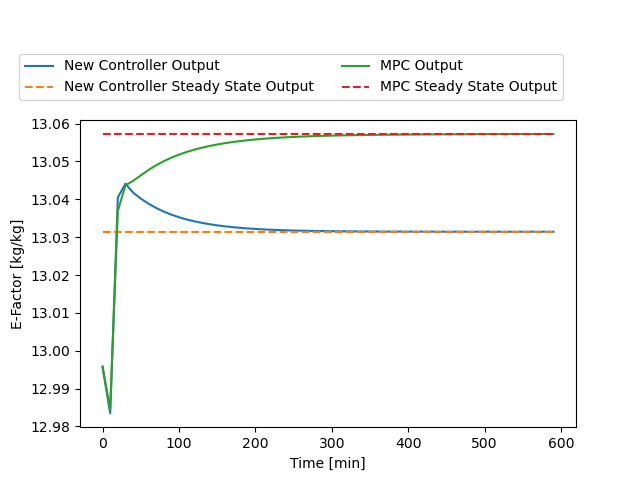 New Controller Output
New Controller Steady State Output
MPC Output
MPC Steady State Output
13.06
13.05
13.04
13.03
13.02
13.01
13.00
12.99
12.98
E-Factor [kg/kg]
0 100 200 300 400 500 600
Time [min]